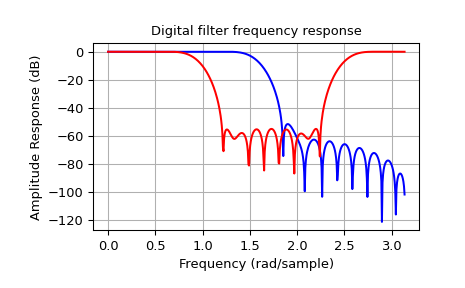 Digital filter frequency response
Amplitude Response (dB)
0
−20
−40
−60
−80
−100
−120
0.0 0.5 1.0 1.5 2.0 2.5 3.0
Frequency (rad/sample)